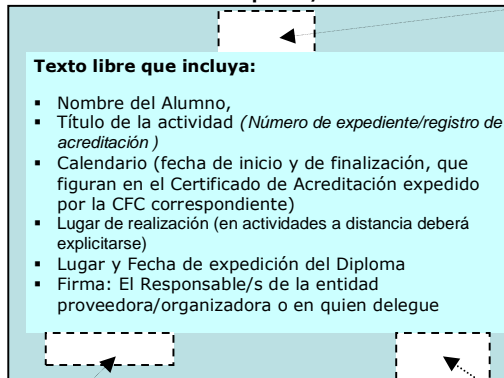 Texto libre que incluya:
▪ Nombre del Alumno,
▪ Título de la actividad (Número de expediente/registro de
acreditación )
▪ Calendario (fecha de inicio y de finalización, que
figuran en el Certificado de Acreditación expedido
por la CFC correspondiente)
▪ Lugar de realización (en actividades a distancia deberá
explicitarse)
▪ Lugar y Fecha de expedición del Diploma
▪ Firma: El Responsable/s de la entidad
proveedora/organizadora o en quien delegue